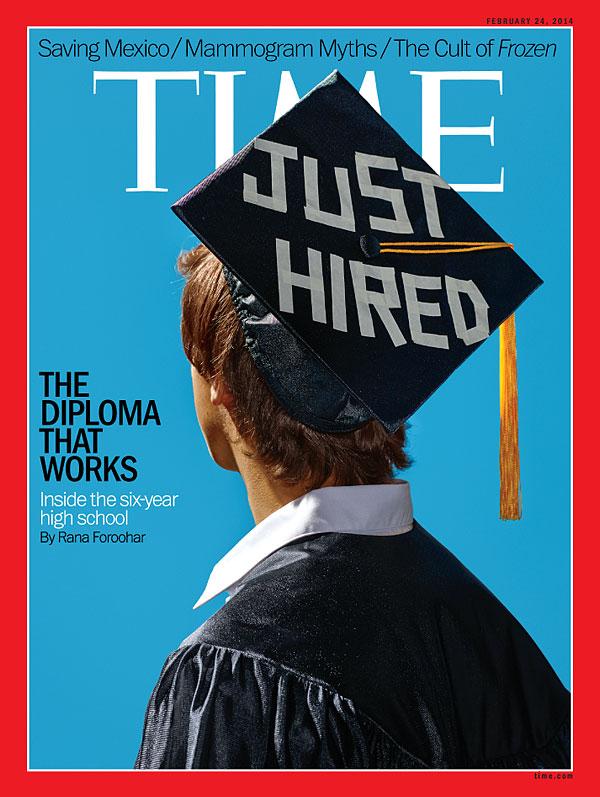 FEBRUARY 24, 2014
Saving Mexico/Mammogram Myths/The Cult of Frozen
TIME
JUST
HIRED
THE
DIPLOMA
THAT
WORKS
Inside the six-year
high school
By Rana Foroohar
time.com